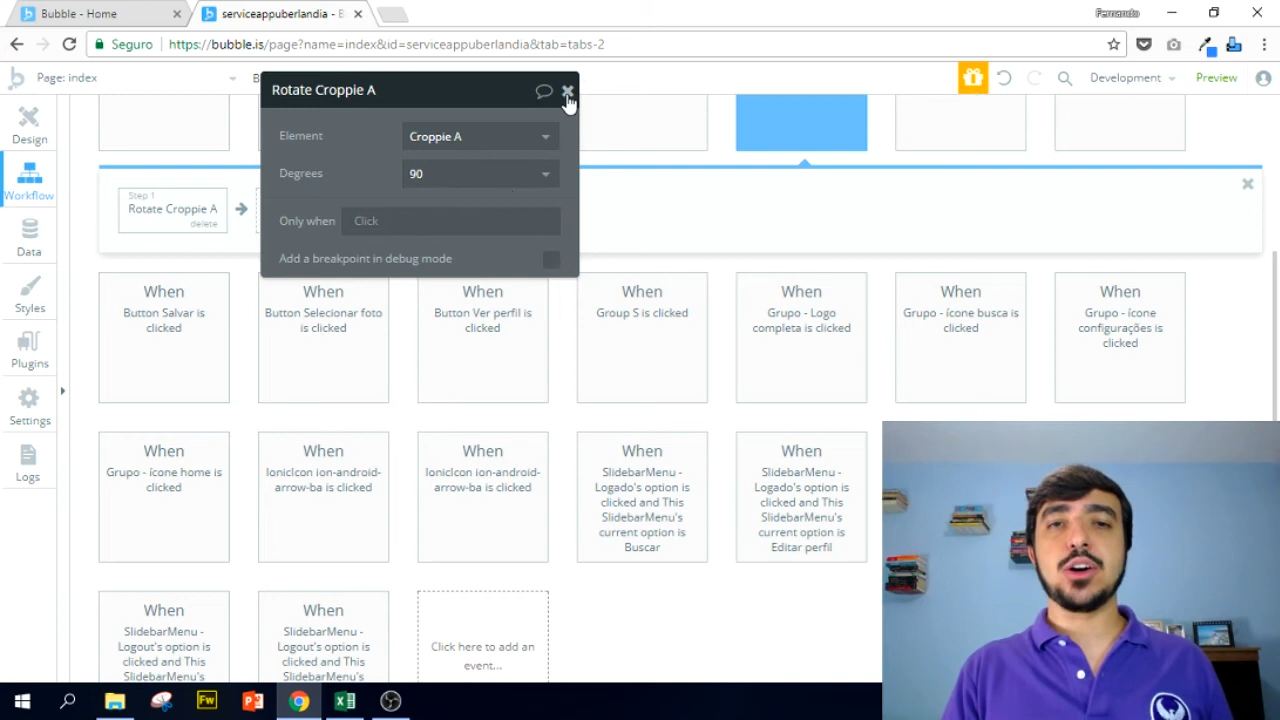 Bubble - Home
serviceappuberlandia - B
Fernando
Seguro
https://bubble.is/page?name=index&id=serviceappuberlandia&tab=tabs-2
Page: index
Development
Preview
Design
Workflow
Data
Styles
Plugins
Settings
Logs
Rotate Croppie A
Element
Croppie A
Degrees
90
Only when
Click
Add a breakpoint in debug mode
Step 1
Rotate Croppie A
delete
When
Button Salvar is
clicked
When
Button Selecionar foto
is clicked
When
Button Ver perfil is
clicked
When
Group S is clicked
When
Grupo - Logo
completa is clicked
When
Grupo - ícone busca is
clicked
When
Grupo - ícone
configurações is
clicked
When
Grupo - ícone home is
clicked
When
IonicIcon ion-android-
arrow-ba is clicked
When
IonicIcon ion-android-
arrow-ba is clicked
When
SlidebarMenu -
Logado's option is
clicked and This
SlidebarMenu's
current option is
Buscar
When
SlidebarMenu -
Logado's option is
clicked and This
SlidebarMenu's
current option is
Editar perfil
When
SlidebarMenu -
Logout's option is
clicked and This
SlidebarMenu's
When
SlidebarMenu -
Logout's option is
clicked and This
SlidebarMenu's
Click here to add an
event...
Fw